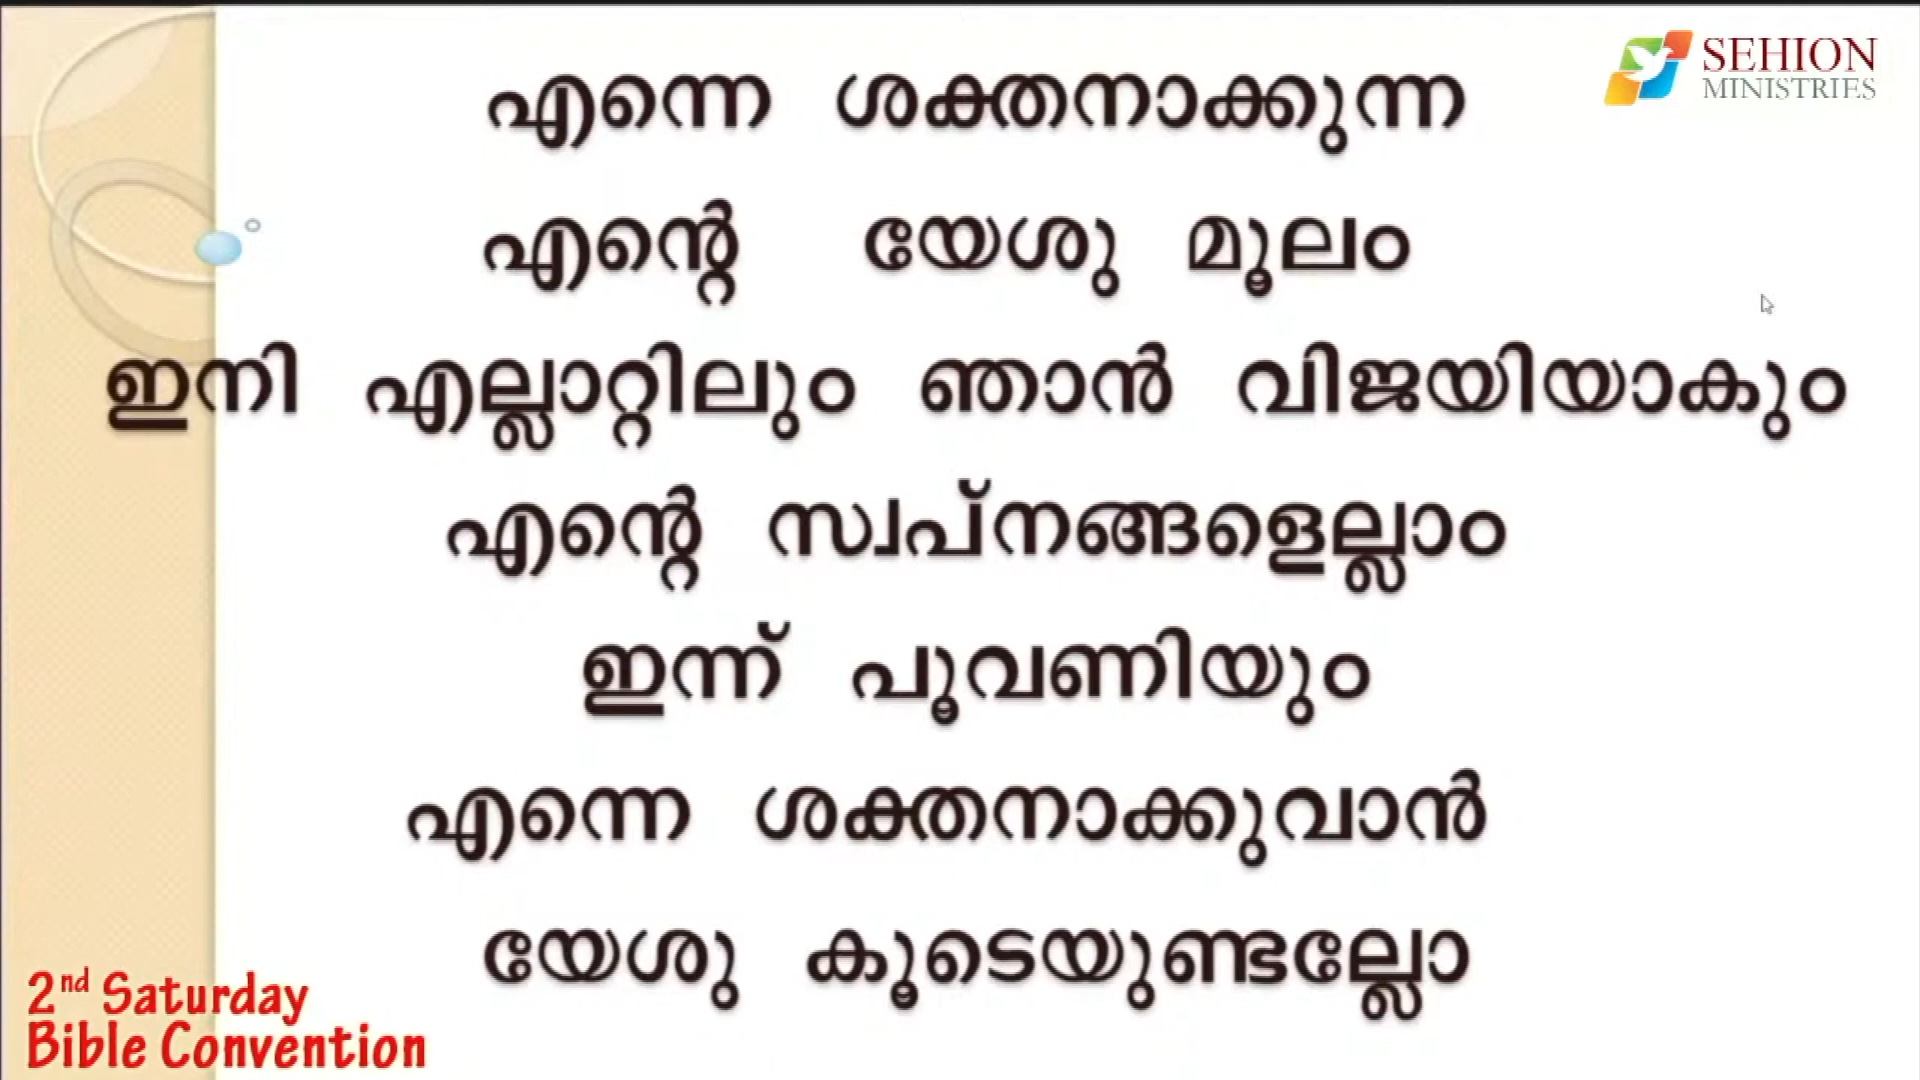 SEHION
MINISTRIES
എന്നെ ശക്തനാക്കുന്ന
എന്റെ യേശു മൂലം
ഇനി എല്ലാറ്റിലും ഞാൻ വിജയിയാകും
എന്റെ സ്വപ്നങ്ങളെല്ലാം
ഇന്ന് പൂവണിയും
എന്നെ ശക്തനാക്കുവാൻ
യേശു കൂടെയുണ്ടല്ലോ
2nd Saturday
Bible Convention